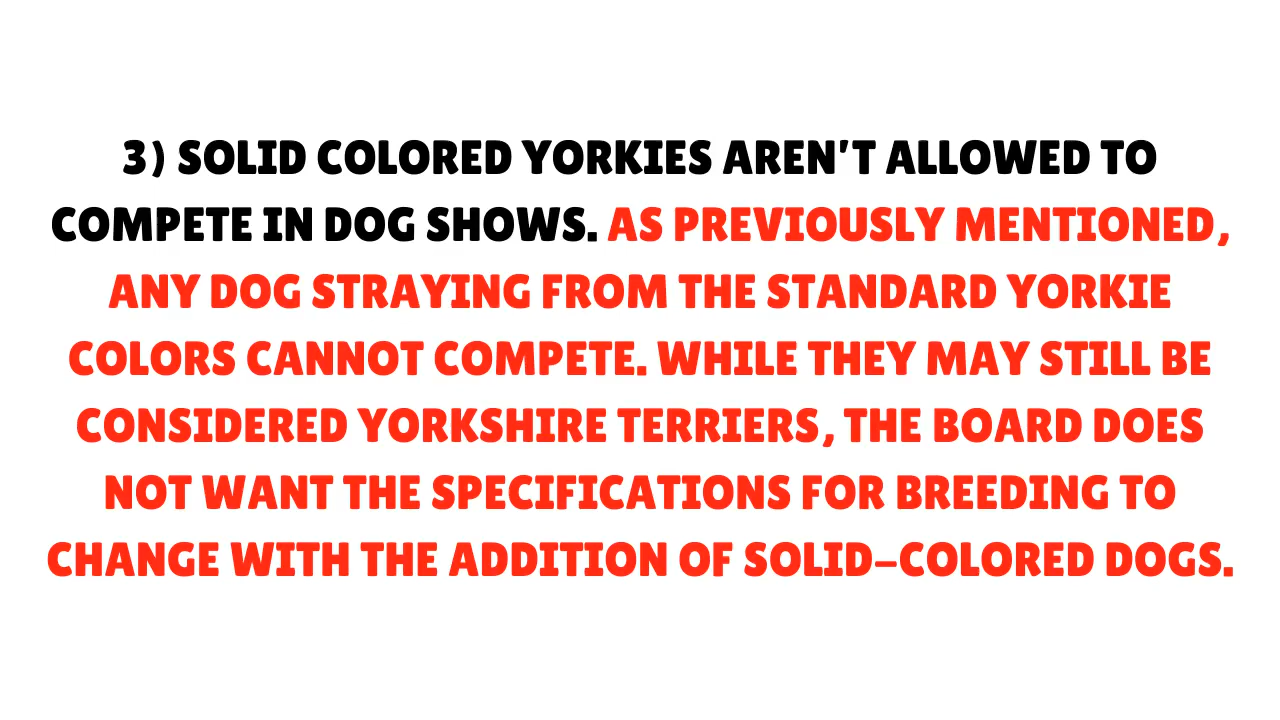 3) SOLID COLORED YORKIES AREN'T ALLOWED TO
COMPETE IN DOG SHOWS. AS PREVIOUSLY MENTIONED,
ANY DOG STRAYING FROM THE STANDARD YORKIE
COLORS CANNOT COMPETE. WHILE THEY MAY STILL BE
CONSIDERED YORKSHIRE TERRIERS, THE BOARD DOES
NOT WANT THE SPECIFICATIONS FOR BREEDING TO
CHANGE WITH THE ADDITION OF SOLID-COLORED DOGS.